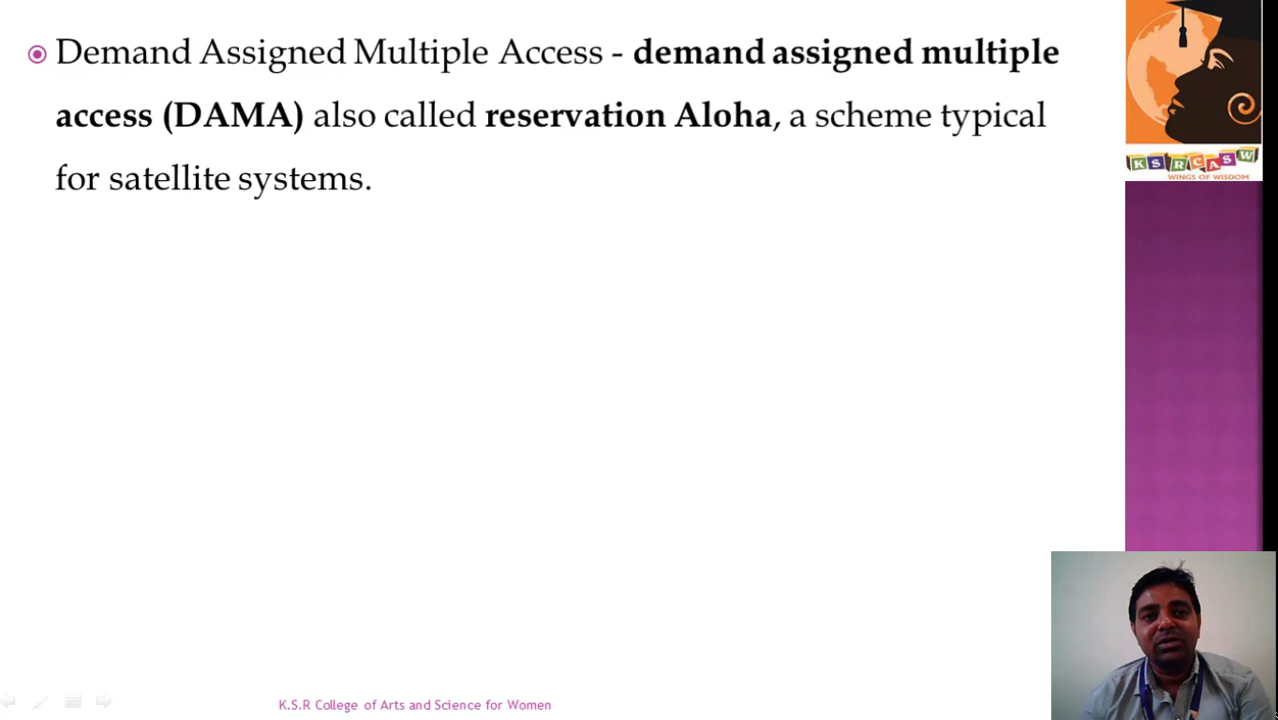 Demand Assigned Multiple Access - demand assigned multiple
access (DAMA) also called reservation Aloha, a scheme typical
for satellite systems.
KSRCASW
WINGS OF WISDOM
K.S.R College of Arts and Science for Women